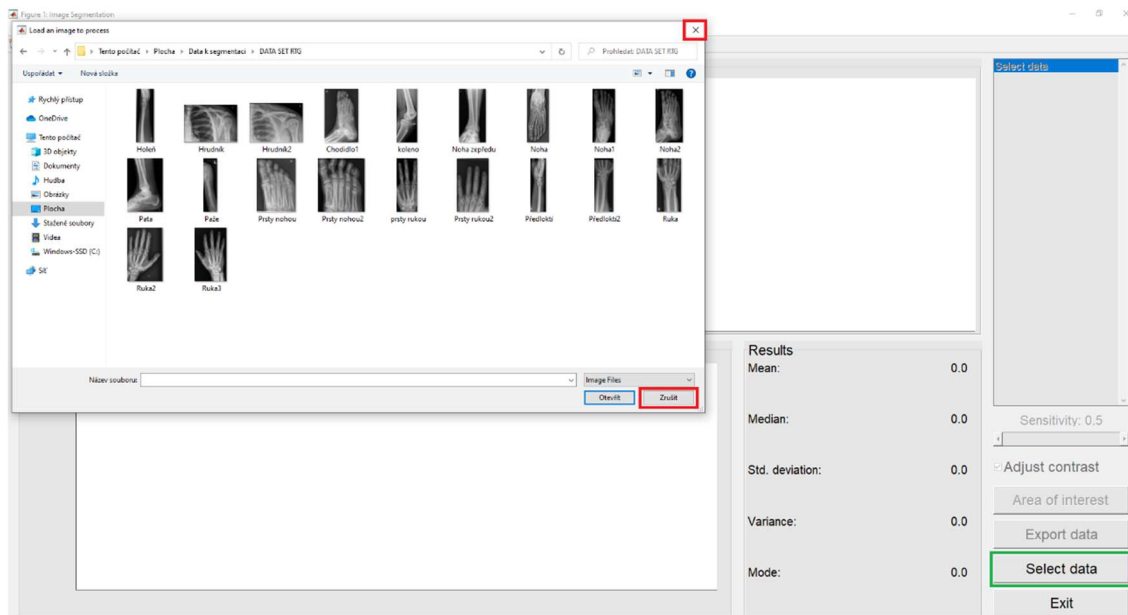 Figure 1: Image Segmentation
Load an image to process
Tento počítač › Plocha › Data k segmentaci › DATA SET RTG
Prohledat: DATA SET RTG
Uspořádat
Nová složka
Rychlý přístup
OneDrive
Tento počítač
3D objekty
Dokumenty
Hudba
Obrázky
Plocha
Stažené soubory
Videa
Windows-SSD (C:)
Síť
Holeň
Hrudník
Hrudník2
Chodidlo1
koleno
Noha zepředu
Noha
Noha1
Noha2
Pata
Paže
Prsty nohou
Prsty nohou2
prsty rukou
Prsty rukou2
Předloktí
Předloktí2
Ruka
Ruka2
Ruka3
Název souboru:
Image Files
Otevřít
Zrušit
Results
Mean: 0.0
Median: 0.0
Std. deviation: 0.0
Variance: 0.0
Mode: 0.0
Select data
Sensitivity: 0.5
Adjust contrast
Area of interest
Export data
Select data
Exit